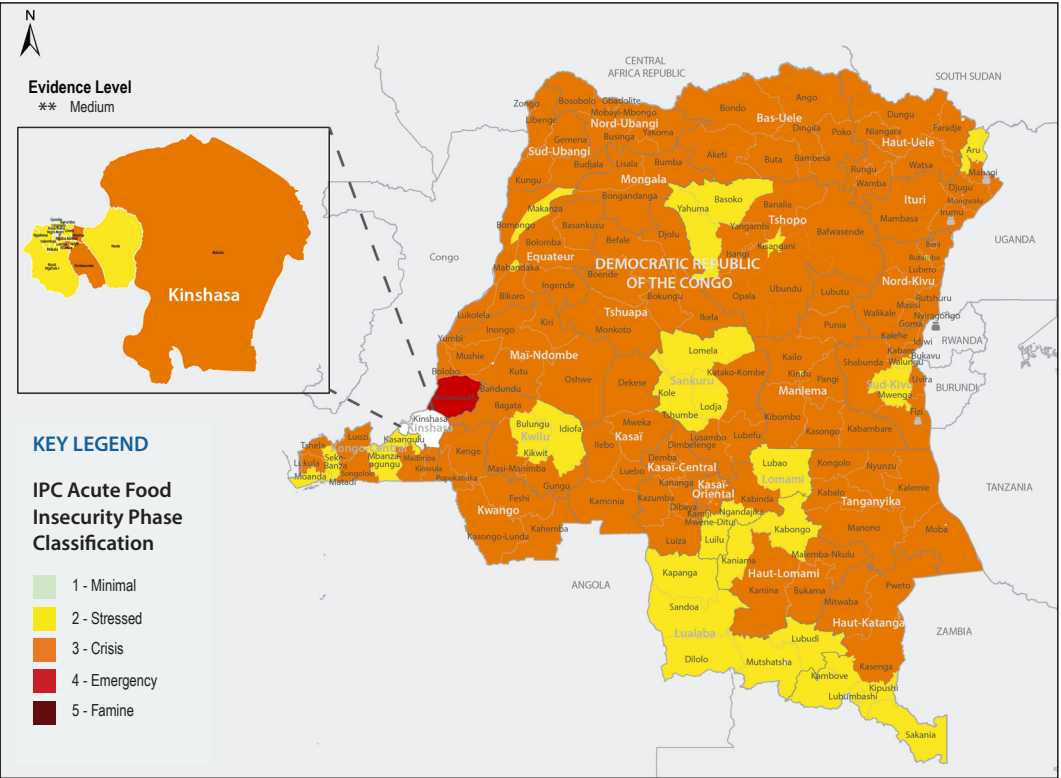 N
Evidence Level
** Medium
Kinshasa
KEY LEGEND
IPC Acute Food
Insecurity Phase
Classification
1 - Minimal
2 - Stressed
3 - Crisis
4 - Emergency
5 - Famine
CENTRAL
AFRICA REPUBLIC
SOUTH SUDAN
UGANDA
RWANDA
BURUNDI
TANZANIA
ZAMBIA
ANGOLA
Congo
DEMOCRATIC REPUBLIC
OF THE CONGO
Zongo
Bosobolo
Gbadolite
Mobayi-Mbongo
Libenge
Nord-Ubangi
Gemena
Businga
Yakoma
Sud-Ubangi
Budjala
Lisala
Bumba
Kungu
Mongala
Bongandanga
Bondo
Ango
Bas-Uele
Dingila
Poko
Aketi
Buta
Bambesa
Dungu
Niangara
Faradje
Haut-Uele
Rungu
Watsa
Wamba
Aru
Mahagi
Djugu
Mongwalu
Ituri
Irumu
Mambasa
Makanza
Bomongo
Basankusu
Bolomba
Befale
Djolu
Equateur
Mabandaka
Ingende
Boende
Bikoro
Yahuma
Basoko
Banalia
Tshopo
Yangambi
Bafwasende
Kisangani
Isangi
Opala
Ubundu
Lubutu
Beni
Butembo
Lubero
Nord-Kivu
Rutshuru
Masisi
Nyiragongo
Walikale
Goma
Kalehe
Idjwi
Kabare
Bukavu
Walungu
Shabunda
Sud-Kivu
Uvira
Mwenga
Fizi
Bokungu
Tshuapa
Ikela
Monkoto
Lukolela
Kiri
Inongo
Yumbi
Mushie
Maï-Ndombe
Bolobo
Kutu
Oshwe
Bandundu
Bagata
Dekese
Lomela
Sankuru
Katako-Kombe
Kole
Lodja
Tshumbe
Punia
Kailo
Kindu
Pangi
Maniema
Kibombo
Kasongo
Kabambare
Kinshasa
Kinshasa
Kasangulu
Luozi
Tshela
Kongo Central
Lukula
Seke-
Banza
Mbanza
Madimba
Moanda
Songololo
Matadi
Kimvula
Popokabaka
Kenge
Bulungu
Idiofa
Kwilu
Kikwit
Masi-Munimba
Gungu
Feshi
Kwango
Kahemba
Kasongo-Lunda
Mweka
Ilebo
Kasaï
Luebo
Kamonia
Lusambo
Lubefu
Dimbelenge
Demba
Kasaï-Central
Kananga
Kasaï-
Oriental
Kazumba
Dibaya
Kamiji
Mwene-Ditu
Luiza
Luilu
Ngandajika
Kabinda
Lubao
Lomami
Kabongo
Kaniama
Kongolo
Nyunzu
Kabalo
Kalemie
Tanganyika
Manono
Moba
Malemba-Nkulu
Haut-Lomami
Kamina
Bukama
Mitwaba
Pweto
Haut-Katanga
Kapanga
Sandoa
Lualaba
Dilolo
Mutshatsha
Lubudi
Kasenga
Kambove
Kipushi
Lubumbashi
Sakania